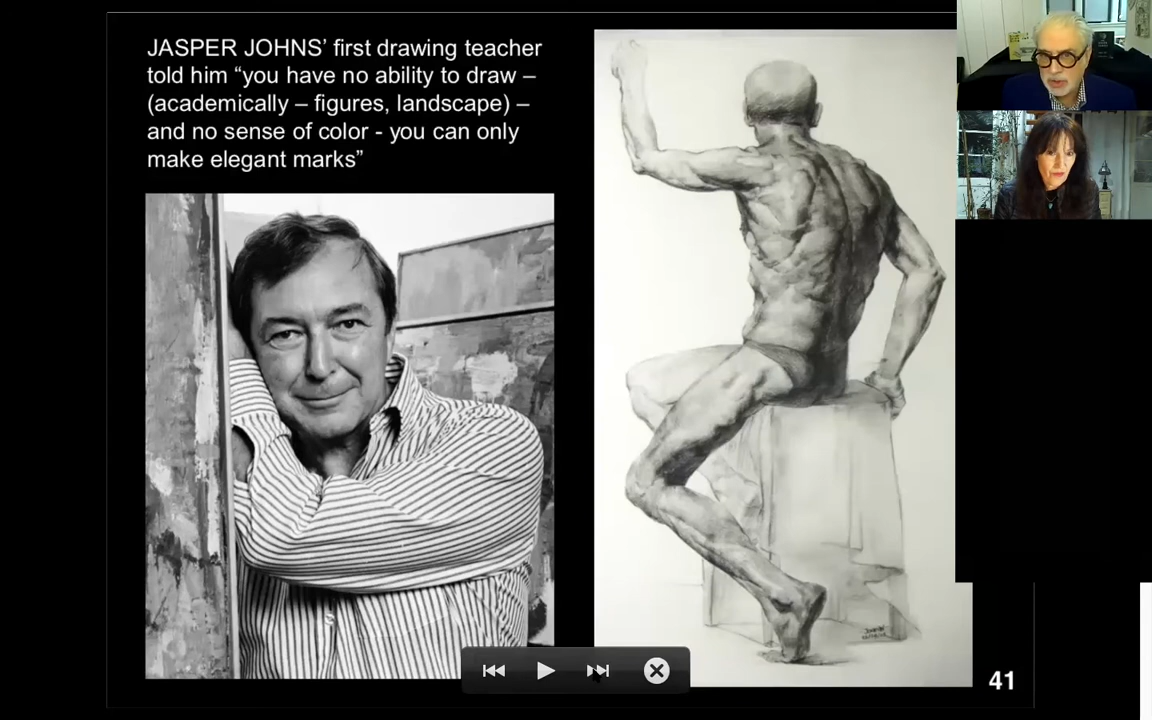 JASPER JOHNS’ first drawing teacher
told him “you have no ability to draw –
(academically – figures, landscape) –
and no sense of color - you can only
make elegant marks”
41